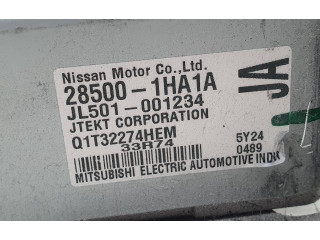 Nissan Motor Co.,Ltd.
28500-1HA1A
JL501-001234
JTEKT CORPORATION
Q1T32274HEM
33R74
5Y24
0489
MITSUBISHI ELECTRIC AUTOMOTIVE INDIA
JA